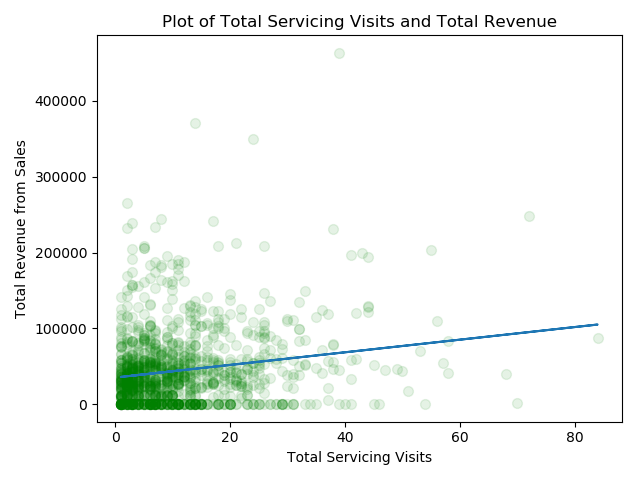 Plot of Total Servicing Visits and Total Revenue
Total Revenue from Sales
400000
300000
200000
100000
0
0 20 40 60 80
Total Servicing Visits